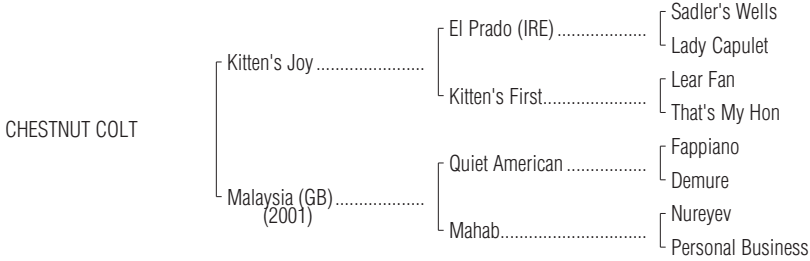 Sadler's Wells
El Prado (IRE) ...................
Lady Capulet
Kitten's Joy .......................
Lear Fan
Kitten's First......................
That's My Hon
CHESTNUT COLT
Fappiano
Quiet American .................
Demure
Malaysia (GB)...................
(2001)
Nureyev
Mahab...............................
Personal Business